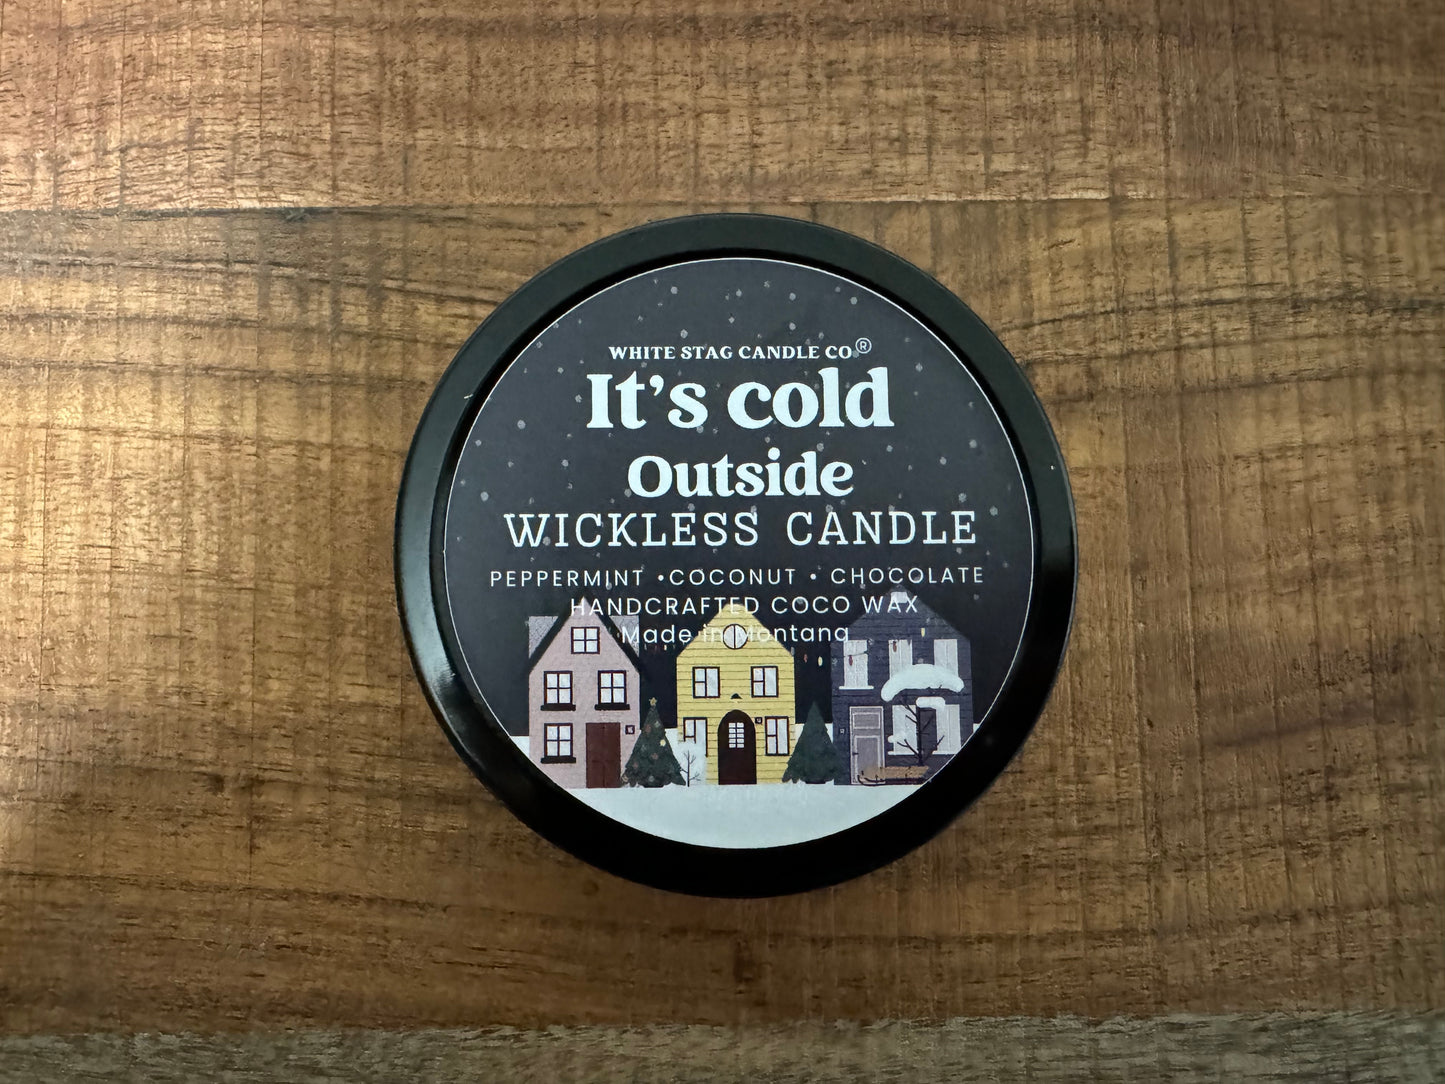 WHITE STAG CANDLE CO®
It's cold
Outside
WICKLESS CANDLE
PEPPERMINT • COCONUT • CHOCOLATE
HANDCRAFTED COCO WAX
Made in Montana